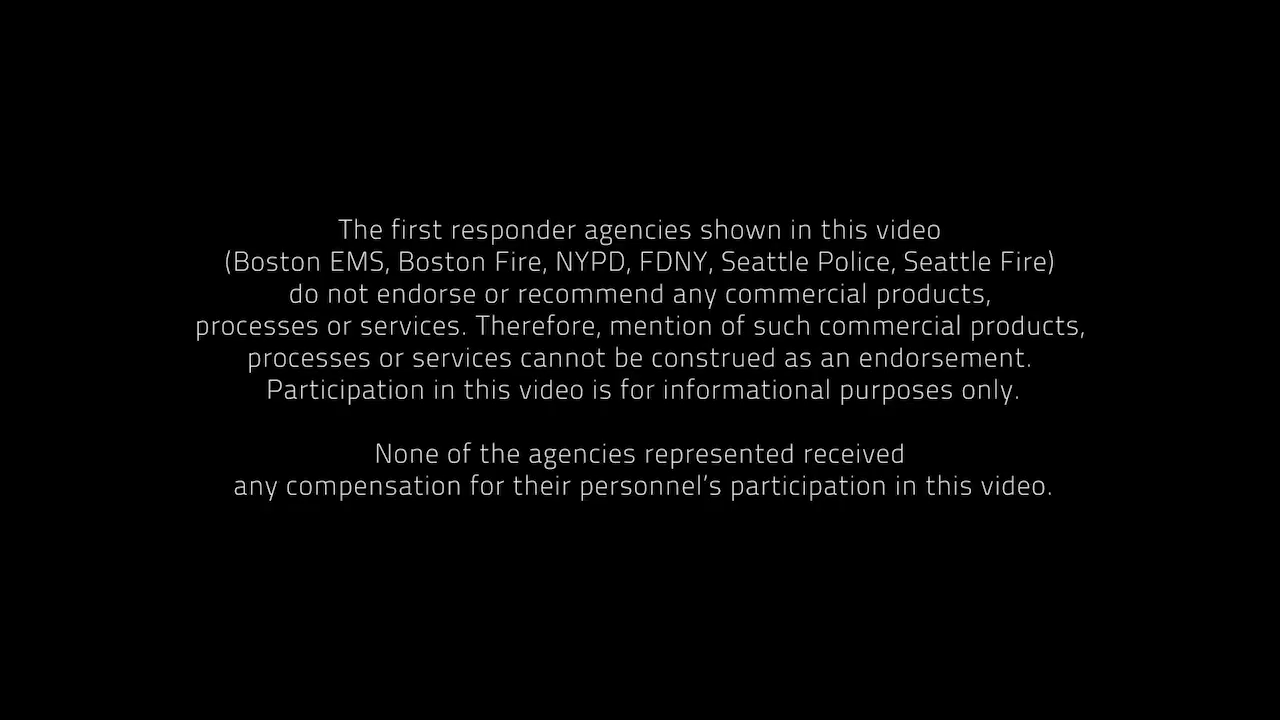 The first responder agencies shown in this video
(Boston EMS, Boston Fire, NYPD, FDNY, Seattle Police, Seattle Fire)
do not endorse or recommend any commercial products,
processes or services. Therefore, mention of such commercial products,
processes or services cannot be construed as an endorsement.
Participation in this video is for informational purposes only.
None of the agencies represented received
any compensation for their personnel’s participation in this video.